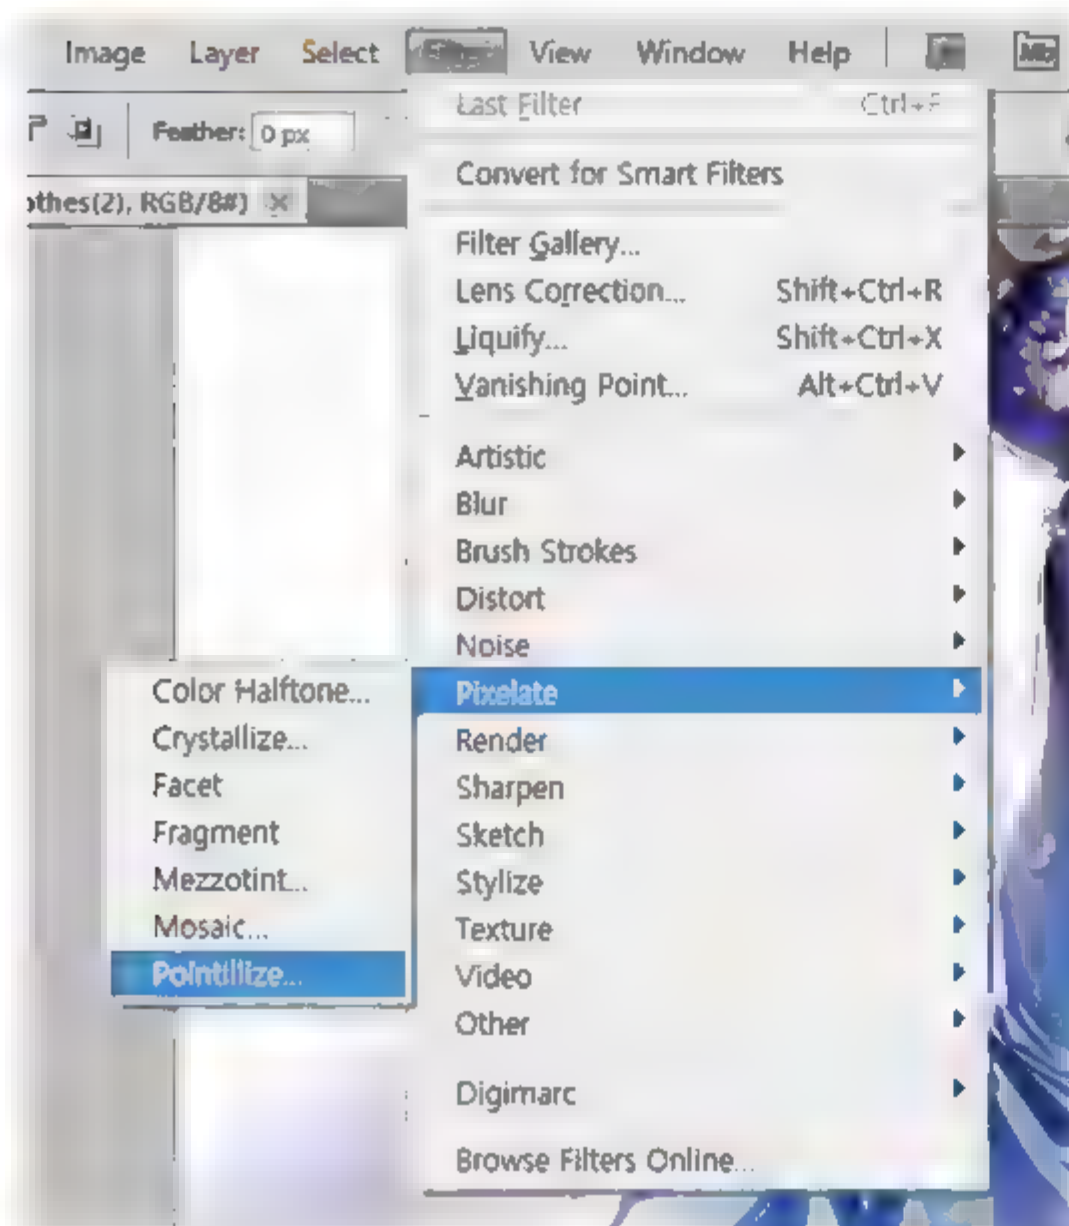 Image Layer Select View Window Help Mb
Feather: 0 px
othes(2), RGB/8#) ×
Last Filter Ctrl+F
Convert for Smart Filters
Filter Gallery...
Lens Correction... Shift+Ctrl+R
Liquify... Shift+Ctrl+X
Vanishing Point... Alt+Ctrl+V
Artistic
Blur
Brush Strokes
Distort
Noise
Pixelate
Render
Sharpen
Sketch
Stylize
Texture
Video
Other
Digimarc
Browse Filters Online...
Color Halftone...
Crystallize...
Facet
Fragment
Mezzotint...
Mosaic...
Pointillize...